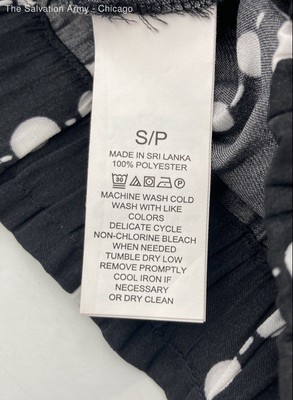 The Salvation Army - Chicago
S/P
MADE IN SRI LANKA
100% POLYESTER
30
MACHINE WASH COLD
WASH WITH LIKE
COLORS
DELICATE CYCLE
NON-CHLORINE BLEACH
WHEN NEEDED
TUMBLE DRY LOW
REMOVE PROMPTLY
COOL IRON IF
NECESSARY
OR DRY CLEAN